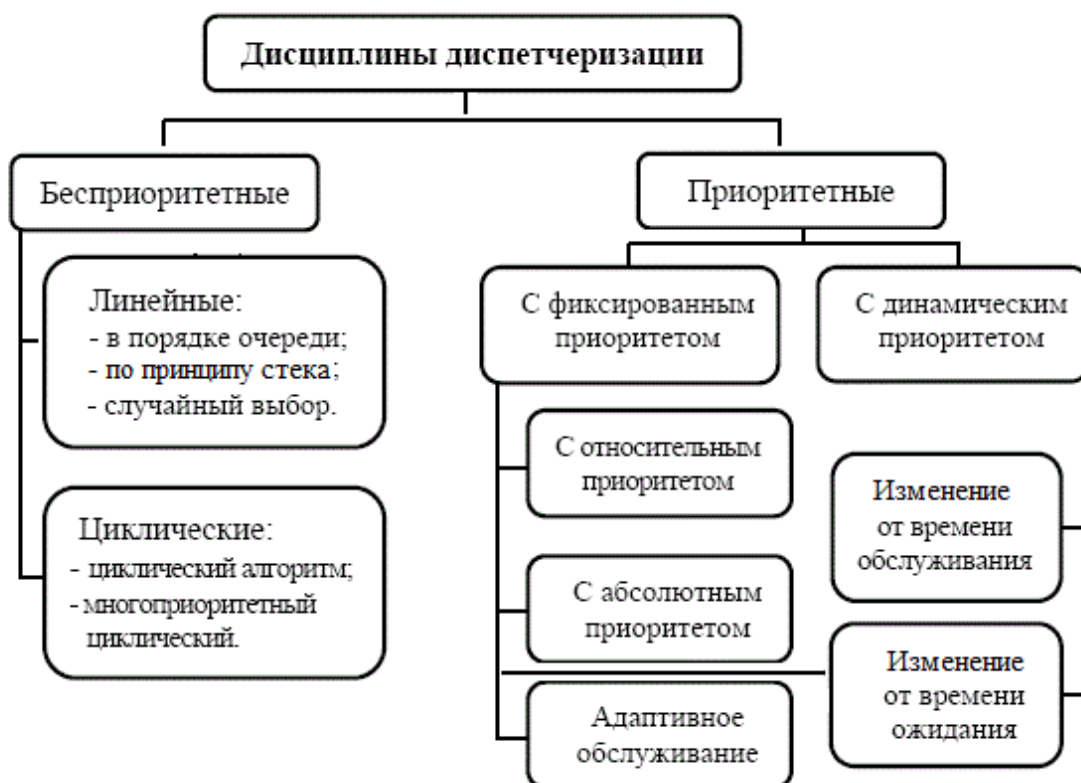 Дисциплины диспетчеризации
Бесприоритетные
Линейные:
- в порядке очереди;
- по принципу стека;
- случайный выбор.
Циклические:
- циклический алгоритм;
- многоприоритетный
циклический.
Приоритетные
С фиксированным
приоритетом
С относительным
приоритетом
С абсолютным
приоритетом
Адаптивное
обслуживание
С динамическим
приоритетом
Изменение
от времени
обслуживания
Изменение
от времени
ожидания